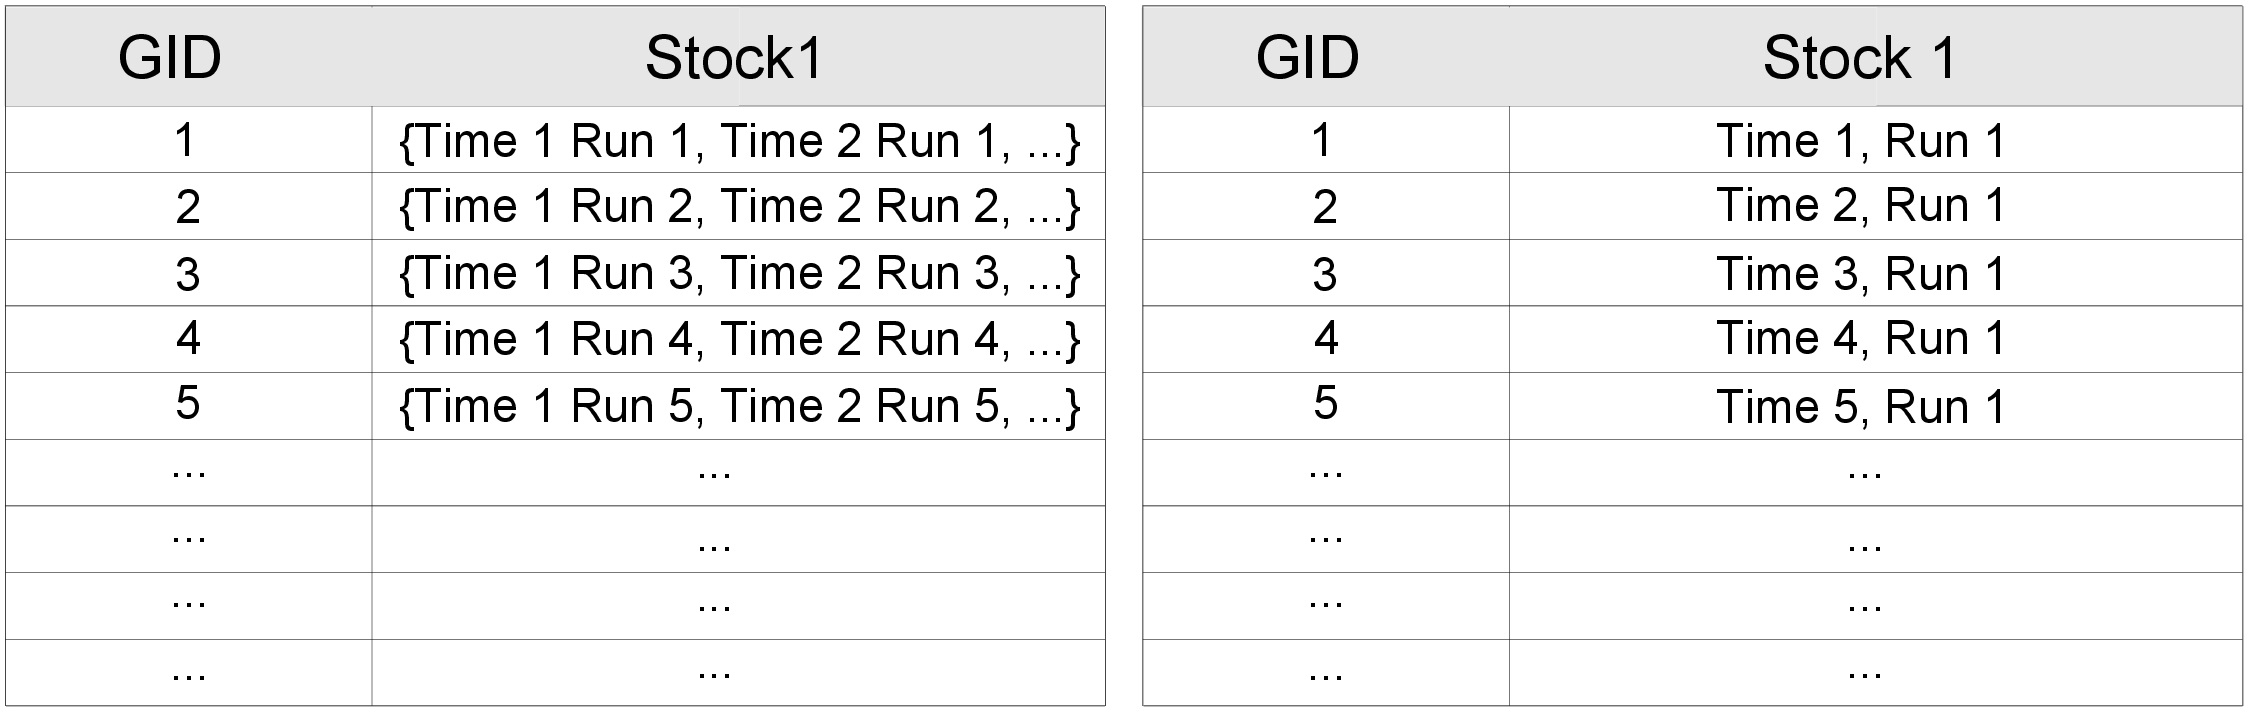 GID Stock1
1 {Time 1 Run 1, Time 2 Run 1, ...}
2 {Time 1 Run 2, Time 2 Run 2, ...}
3 {Time 1 Run 3, Time 2 Run 3, ...}
4 {Time 1 Run 4, Time 2 Run 4, ...}
5 {Time 1 Run 5, Time 2 Run 5, ...}
... ...
... ...
... ...
... ...
GID Stock 1
1 Time 1, Run 1
2 Time 2, Run 1
3 Time 3, Run 1
4 Time 4, Run 1
5 Time 5, Run 1
... ...
... ...
... ...
... ...